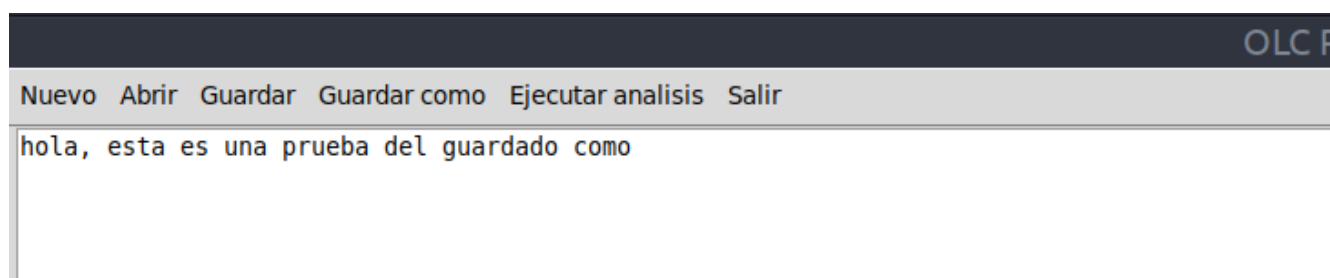 OLC
Nuevo Abrir Guardar Guardar como Ejecutar analisis Salir
hola, esta es una prueba del guardado como